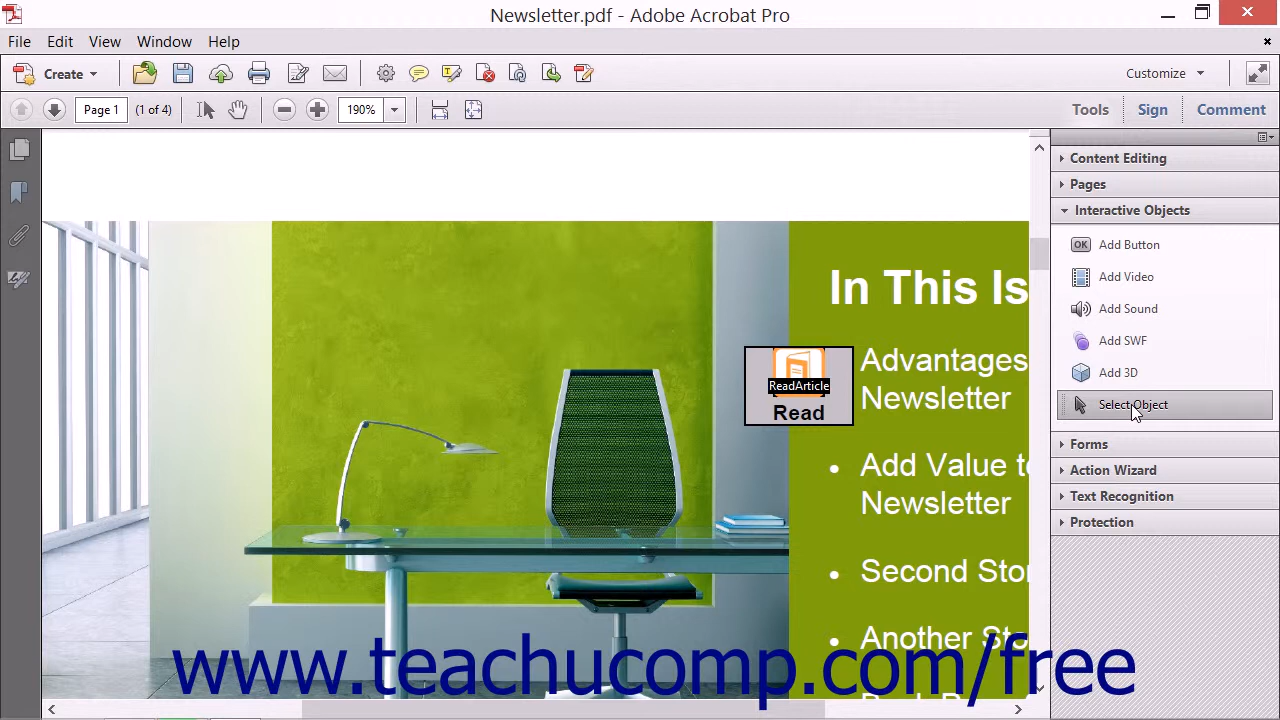 Newsletter.pdf - Adobe Acrobat Pro
File Edit View Window Help
Create
Customize
Page 1 (1 of 4)
190%
Tools Sign Comment
Content Editing
Pages
Interactive Objects
OK Add Button
Add Video
Add Sound
Add SWF
Add 3D
Select Object
Forms
Action Wizard
Text Recognition
Protection
In This Is
ReadArticle
Read
Advantages
Newsletter
• Add Value to
Newsletter
• Second Stor
• Another Sto
www.teachucomp.com/free